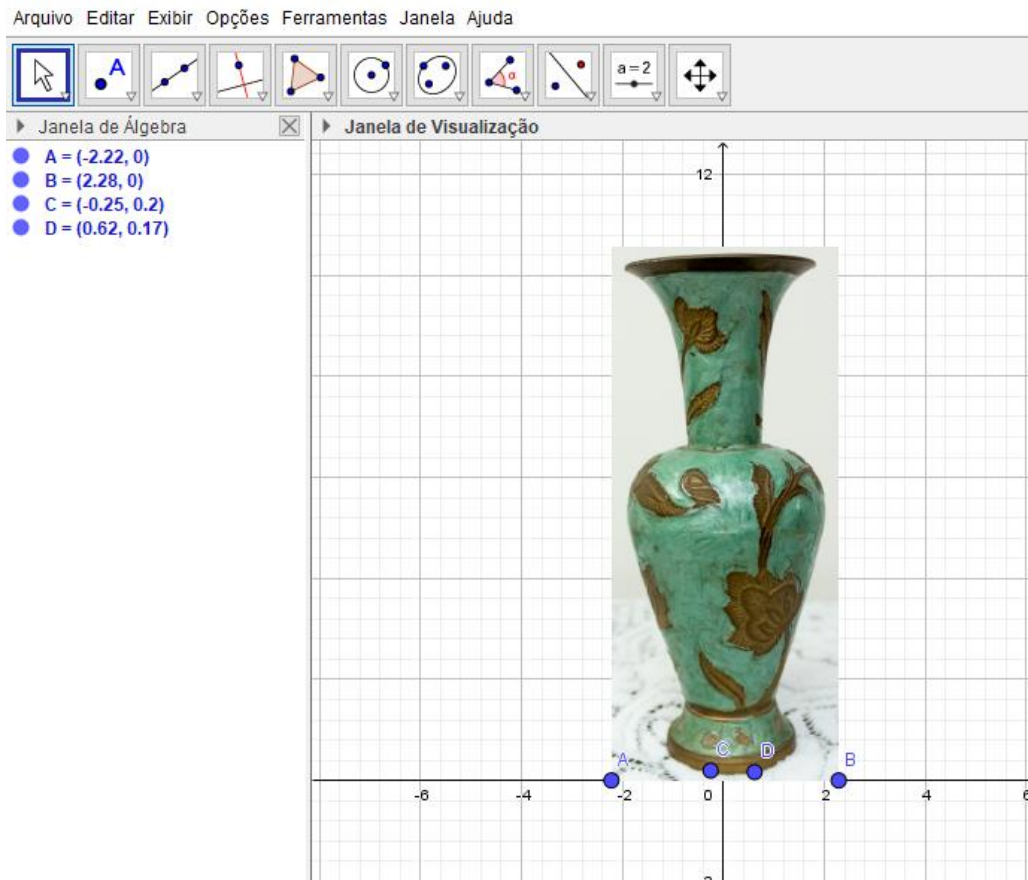 Arquivo Editar Exibir Opções Ferramentas Janela Ajuda
A
α
a=2
Janela de Álgebra
Janela de Visualização
A = (-2.22, 0)
B = (2.28, 0)
C = (-0.25, 0.2)
D = (0.62, 0.17)
12
C D
A B
-6 -4 -2 0 2 4 6